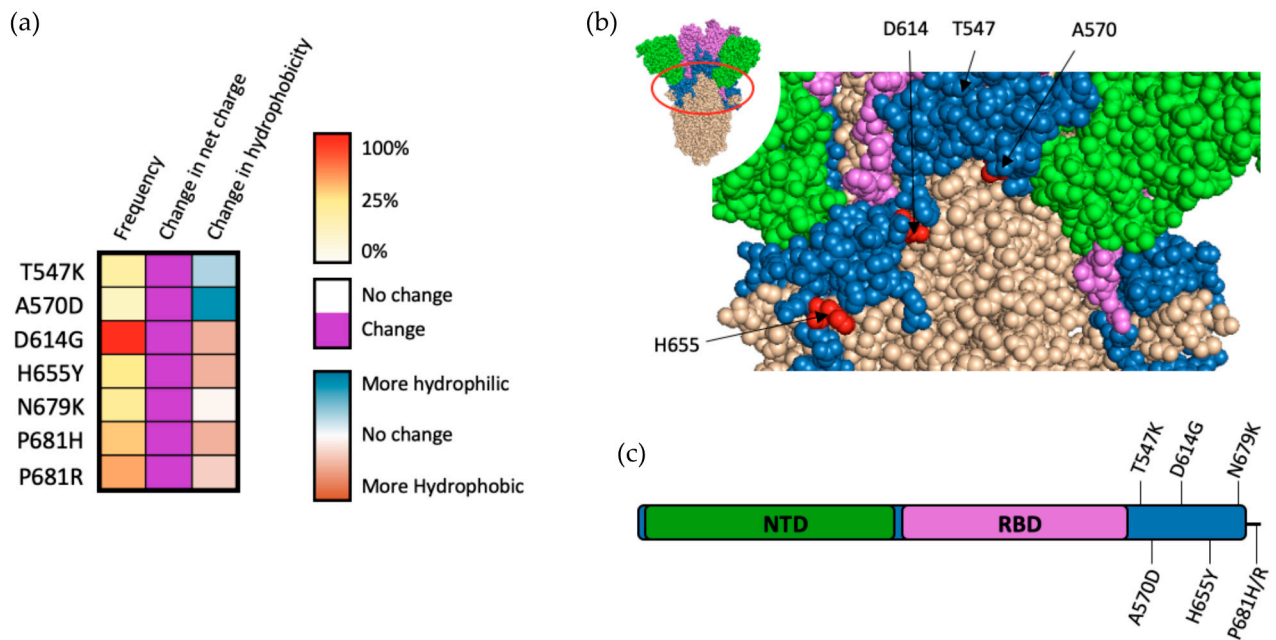 (a)
Frequency
Change in net charge
Change in hydrophobicity
T547K
A570D
D614G
H655Y
N679K
P681H
P681R
100%
25%
0%
No change
Change
More hydrophilic
No change
More Hydrophobic
(b)
D614 T547 A570
H655
(c)
T547K
D614G
N679K
NTD RBD
A570D
H655Y
P681H/R